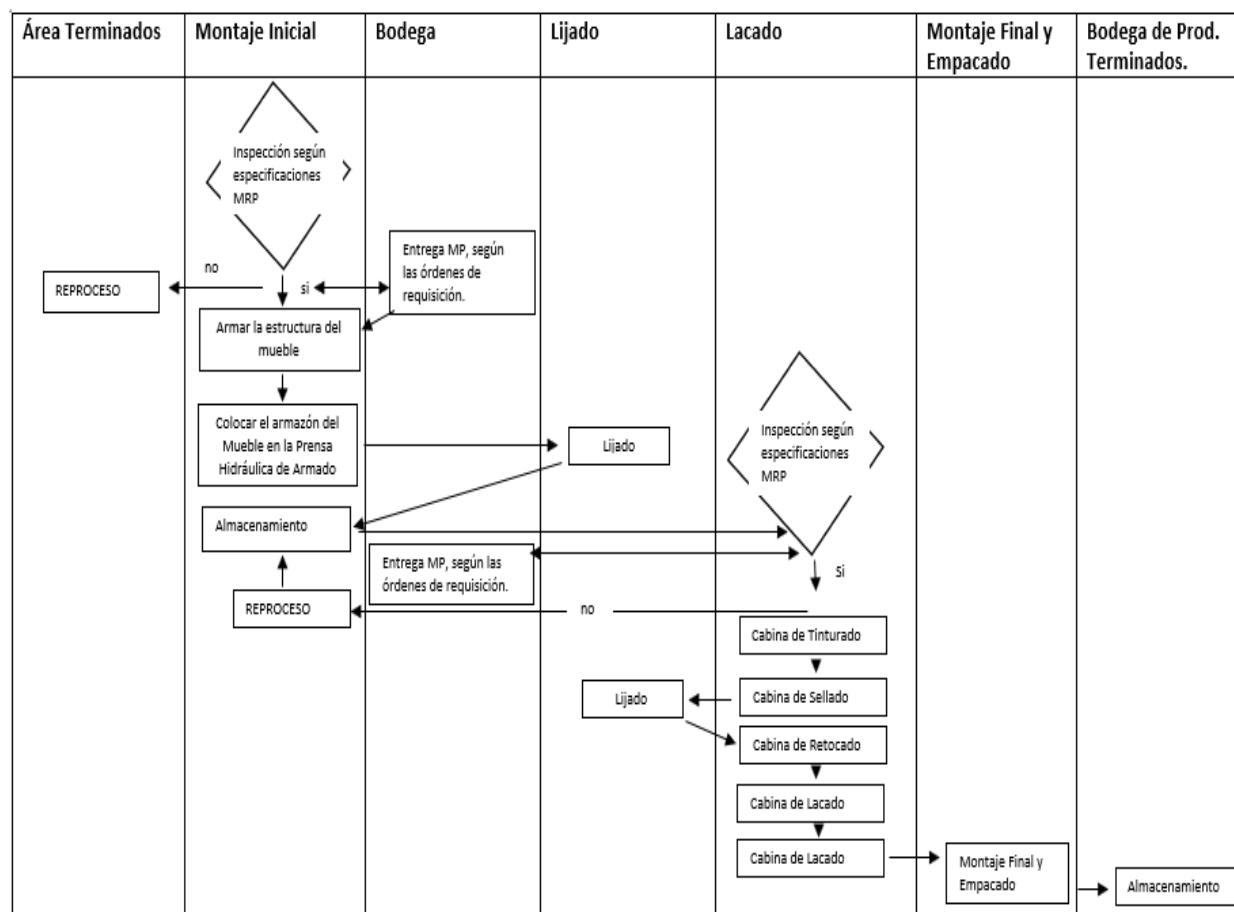 Área Terminados
Montaje Inicial
Bodega
Lijado
Lacado
Montaje Final y
Empacado
Bodega de Prod.
Terminados.
Inspección según
especificaciones
MRP
no
si
REPROCESO
Entrega MP, según
las órdenes de
requisición.
Armar la estructura del
mueble
Colocar el armazón del
Mueble en la Prensa
Hidráulica de Armado
Lijado
Inspección según
especificaciones
MRP
Almacenamiento
Entrega MP, según las
órdenes de requisición.
Si
REPROCESO
no
Cabina de Tinturado
Cabina de Sellado
Lijado
Cabina de Retocado
Cabina de Lacado
Cabina de Lacado
Montaje Final y
Empacado
Almacenamiento